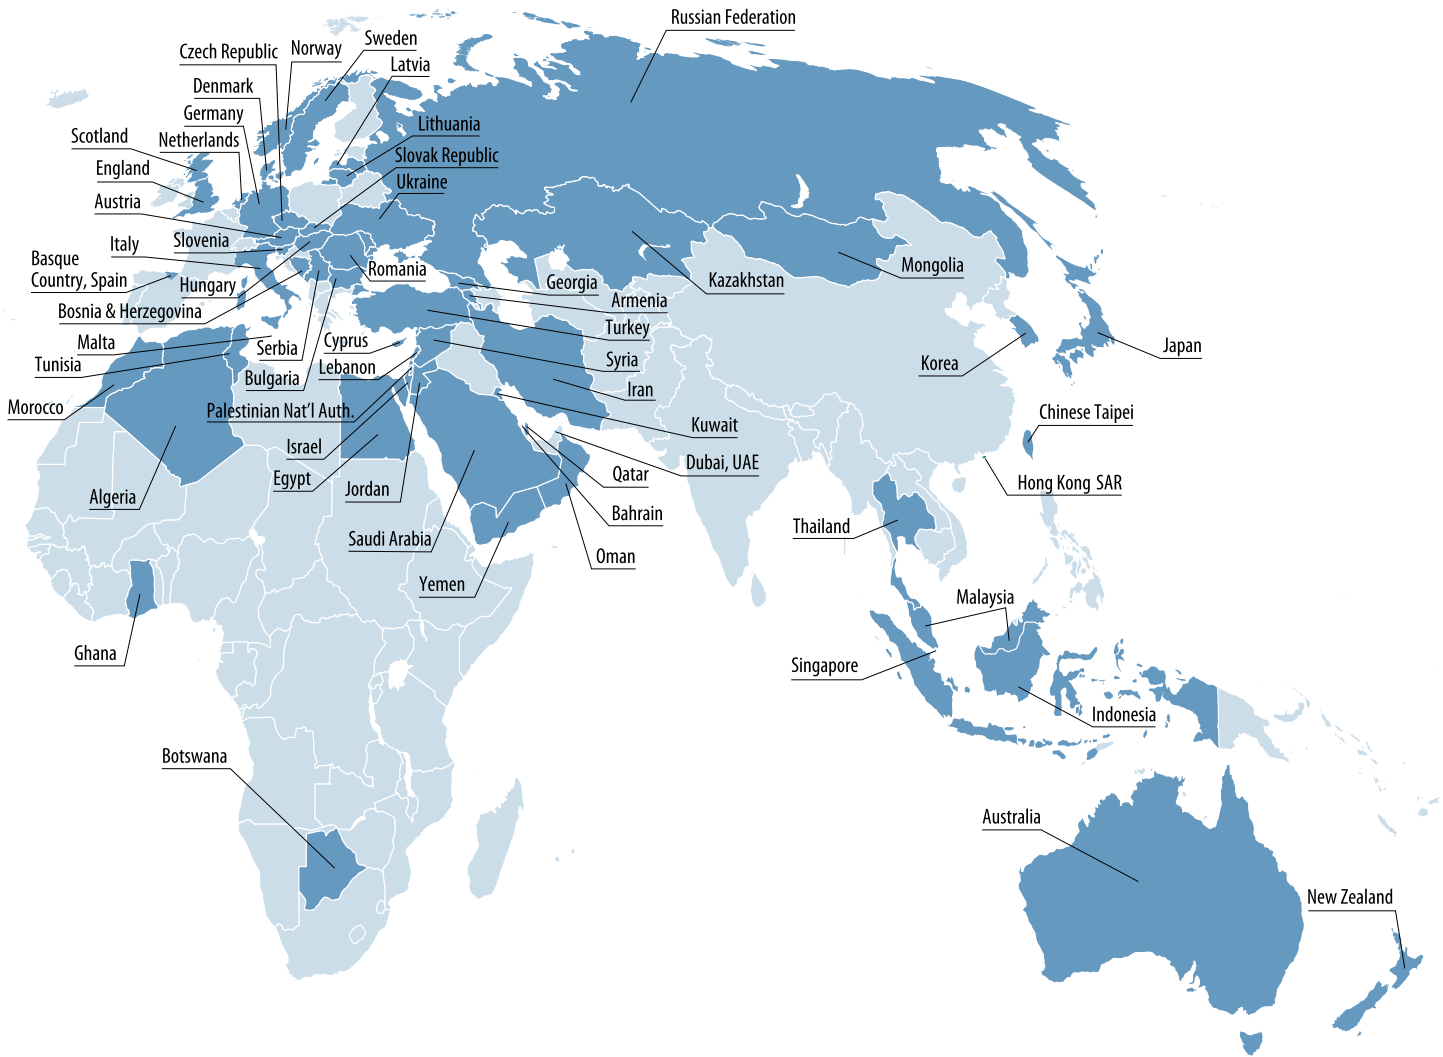 Russian Federation
Sweden
Norway
Czech Republic
Latvia
Denmark
Germany
Lithuania
Scotland
Netherlands
Slovak Republic
England
Ukraine
Austria
Slovenia
Italy
Basque
Country, Spain
Romania
Mongolia
Kazakhstan
Georgia
Hungary
Armenia
Bosnia & Herzegovina
Turkey
Malta
Cyprus
Serbia
Japan
Syria
Korea
Tunisia
Lebanon
Bulgaria
Iran
Morocco
Palestinian Nat'l Auth.
Chinese Taipei
Kuwait
Israel
Dubai, UAE
Egypt
Qatar
Jordan
Hong Kong SAR
Algeria
Bahrain
Thailand
Saudi Arabia
Oman
Yemen
Malaysia
Ghana
Singapore
Indonesia
Botswana
Australia
New Zealand